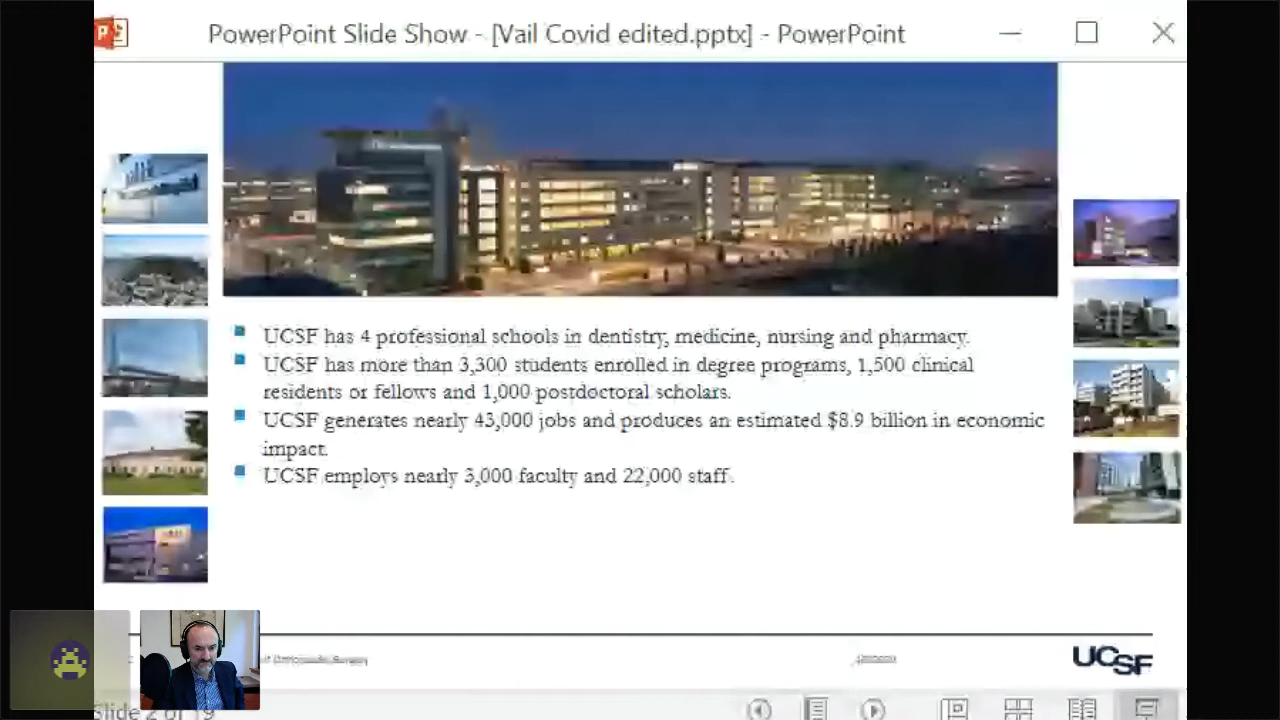 PowerPoint Slide Show - [Vail Covid edited.pptx] - PowerPoint
UCSF has 4 professional schools in dentistry, medicine, nursing and pharmacy.
UCSF has more than 3,300 students enrolled in degree programs, 1,500 clinical
residents or fellows and 1,000 postdoctoral scholars.
UCSF generates nearly 43,000 jobs and produces an estimated $8.9 billion in economic
impact.
UCSF employs nearly 3,000 faculty and 22,000 staff.
Orthopaedic Surgery
UCSF
Slide 2 of 19